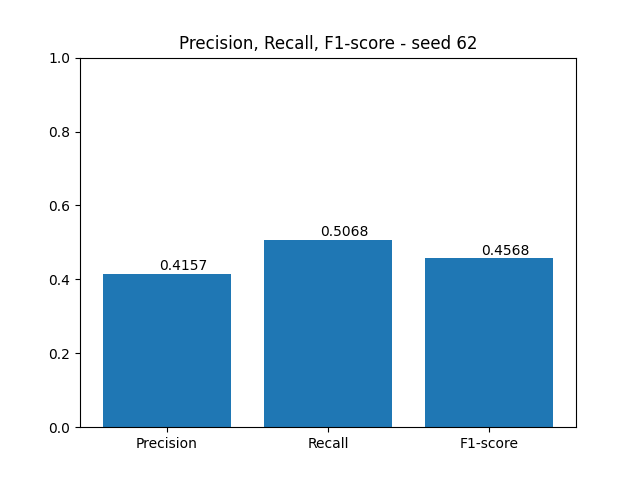 Precision, Recall, F1-score - seed 62
1.0
0.8
0.6
0.4
0.2
0.0
0.4157
0.5068
0.4568
Precision
Recall
F1-score